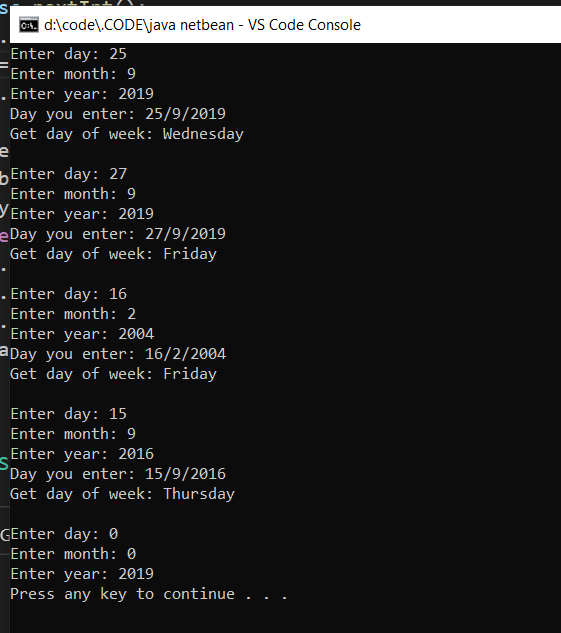 d:\code\.CODE\java netbean - VS Code Console
Enter day: 25
Enter month: 9
Enter year: 2019
Day you enter: 25/9/2019
Get day of week: Wednesday
Enter day: 27
Enter month: 9
Enter year: 2019
Day you enter: 27/9/2019
Get day of week: Friday
Enter day: 16
Enter month: 2
Enter year: 2004
Day you enter: 16/2/2004
Get day of week: Friday
Enter day: 15
Enter month: 9
Enter year: 2016
Day you enter: 15/9/2016
Get day of week: Thursday
Enter day: 0
Enter month: 0
Enter year: 2019
Press any key to continue . . .